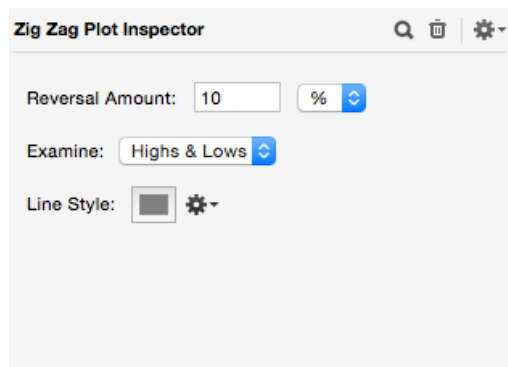 Zig Zag Plot Inspector
Reversal Amount: 10 %
Examine: Highs & Lows
Line Style: